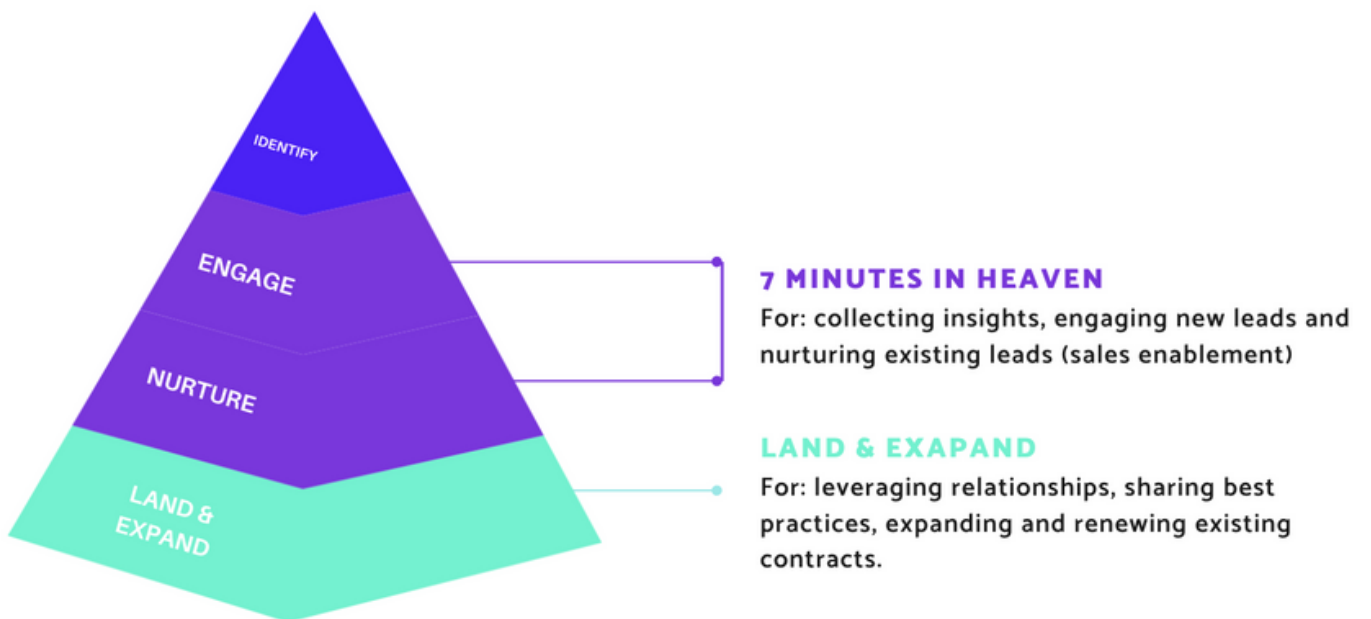 IDENTIFY
ENGAGE
NURTURE
LAND &
EXPAND
7 MINUTES IN HEAVEN
For: collecting insights, engaging new leads and
nurturing existing leads (sales enablement)
LAND & EXAPAND
For: leveraging relationships, sharing best
practices, expanding and renewing existing
contracts.